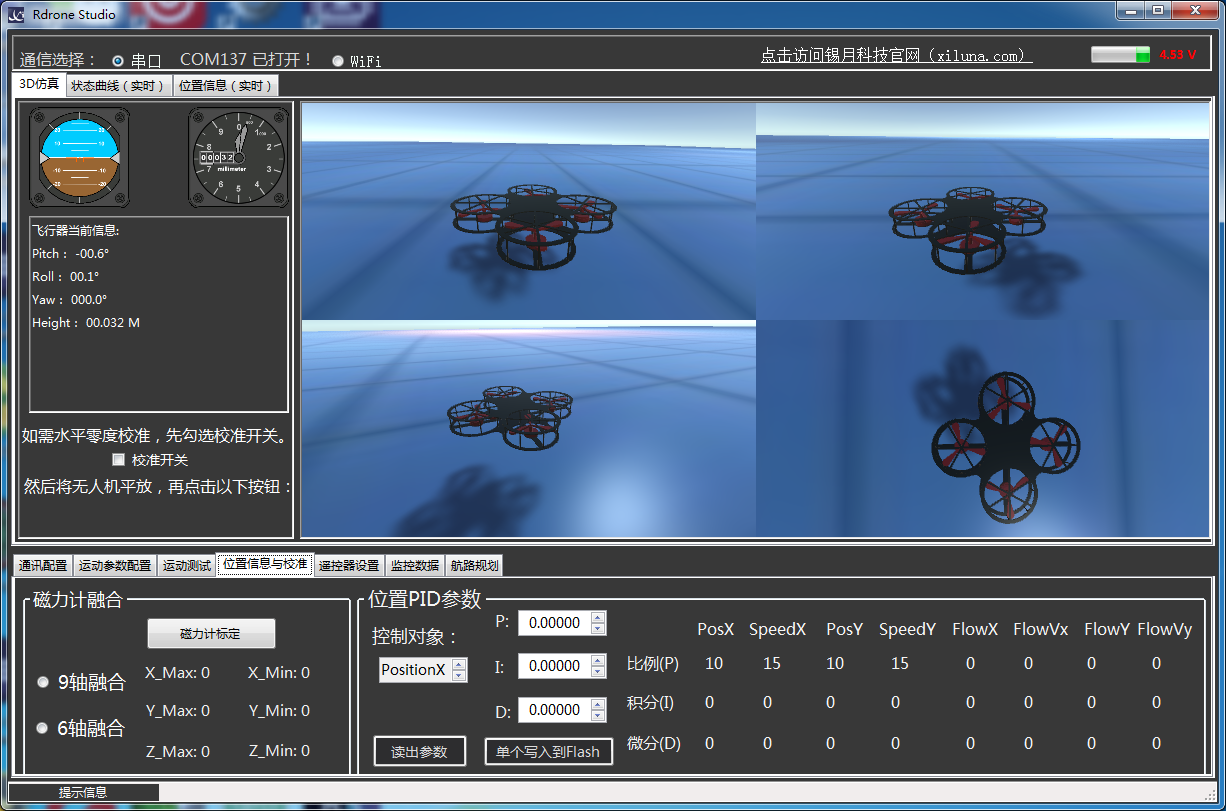 Rdrone Studio
通信选择： 串口 COM137 已打开！ WiFi 点击访问锡月科技官网（xiluna.com） 4.53 V
3D仿真 状态曲线（实时） 位置信息（实时）
00032
millimeter
飞行器当前信息:
Pitch： -00.6°
Roll： 00.1°
Yaw： 000.0°
Height： 00.032 M
如需水平零度校准，先勾选校准开关。
校准开关
然后将无人机平放，再点击以下按钮：
通讯配置 运动参数配置 运动测试 位置信息与校准 遥控器设置 监控数据 航路规划
磁力计融合
磁力计标定
9轴融合
6轴融合
X_Max: 0 X_Min: 0
Y_Max: 0 Y_Min: 0
Z_Max: 0 Z_Min: 0
位置PID参数
控制对象：
PositionX
P: 0.00000
I: 0.00000
D: 0.00000
读出参数 单个写入到Flash
PosX SpeedX PosY SpeedY FlowX FlowVx FlowY FlowVy
比例(P) 10 15 10 15 0 0 0 0
积分(I) 0 0 0 0 0 0 0 0
微分(D) 0 0 0 0 0 0 0 0
提示信息